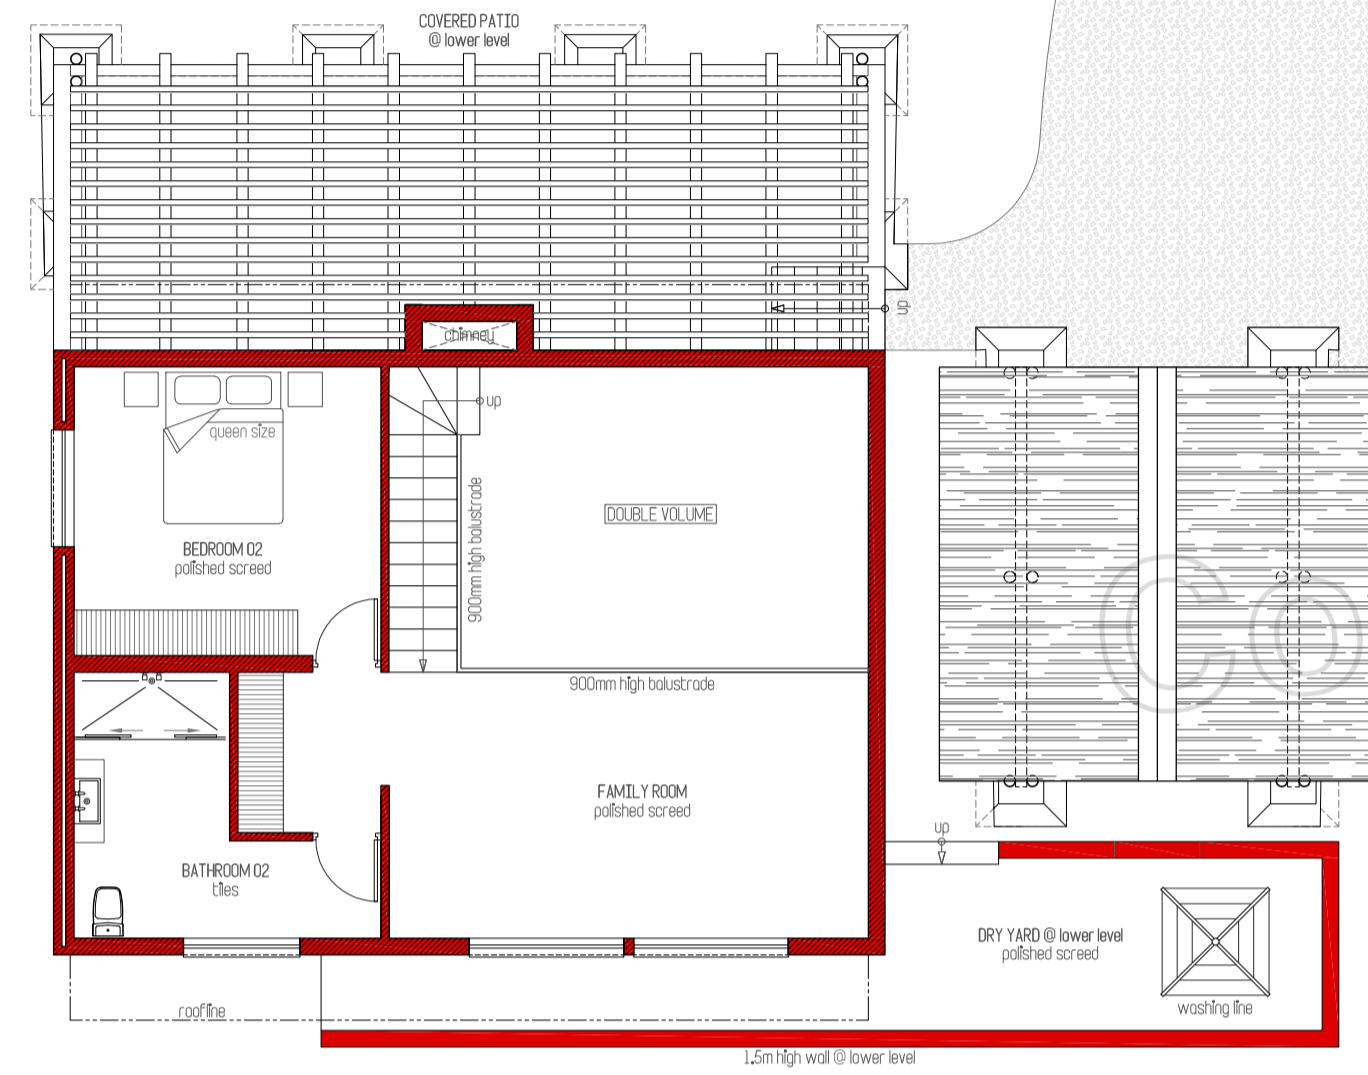 COVERED PATIO
@ lower level
up
chimney
up
queen size
900mm high balustrade
DOUBLE VOLUME
BEDROOM 02
polished screed
Co
900mm high balustrade
FAMILY ROOM
polished screed
up
BATHROOM 02
tiles
DRY YARD @ lower level
polished screed
roofline
washing line
1.5m high wall @ lower level